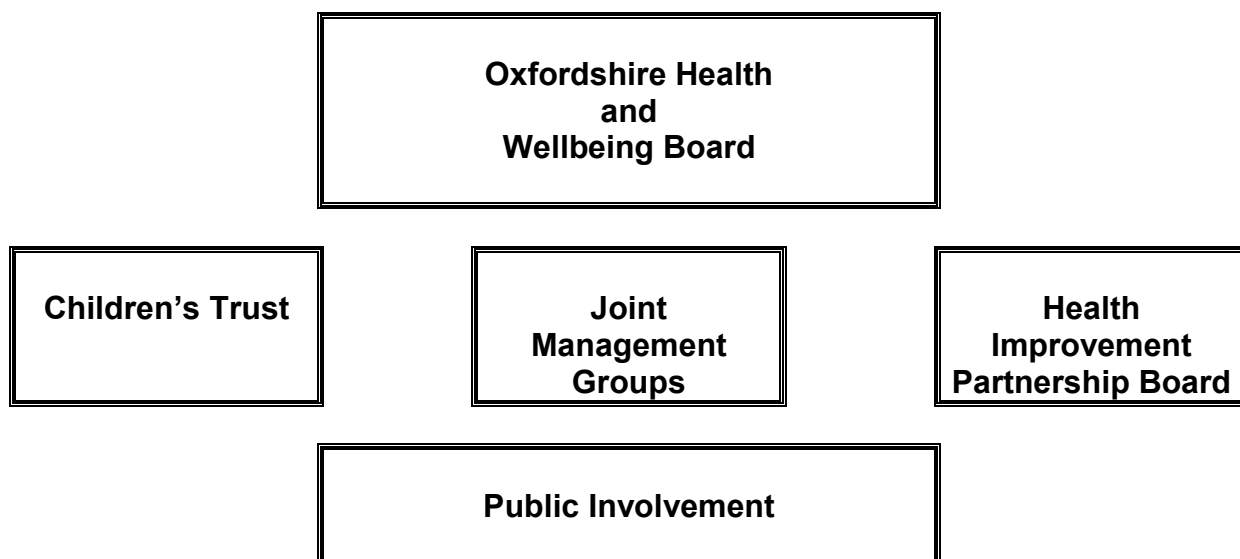 Oxfordshire Health
and
Wellbeing Board
Children’s Trust
Joint
Management
Groups
Health
Improvement
Partnership Board
Public Involvement